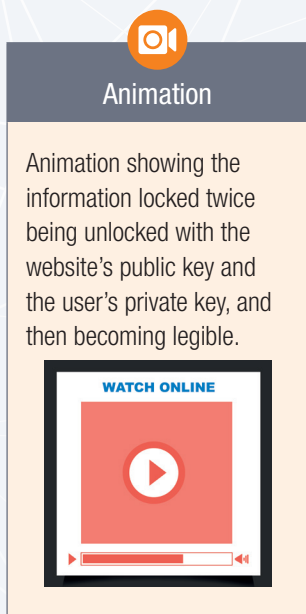 Animation
Animation showing the
information locked twice
being unlocked with the
website’s public key and
the user’s private key, and
then becoming legible.
WATCH ONLINE